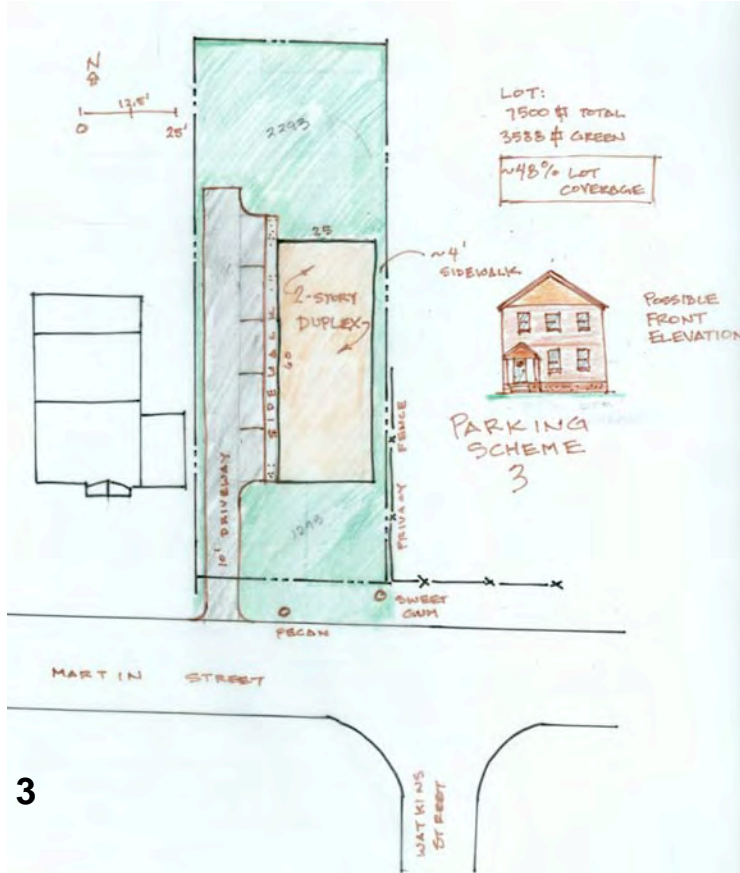 N
12.5'
0
25'
LOT:
7500 ⌗ TOTAL
3588 ⌗ GREEN
~48% LOT
COVERAGE
2293
25
~4'
SIDEWALK
2-STORY
DUPLEX
60
SIDEWALK
POSSIBLE
FRONT
ELEVATION
PARKING
SCHEME
3
PRIVACY FENCE
10' DRIVEWAY
1295
SWEET
GUM
PECAN
MARTIN STREET
WATKINS
STREET
3